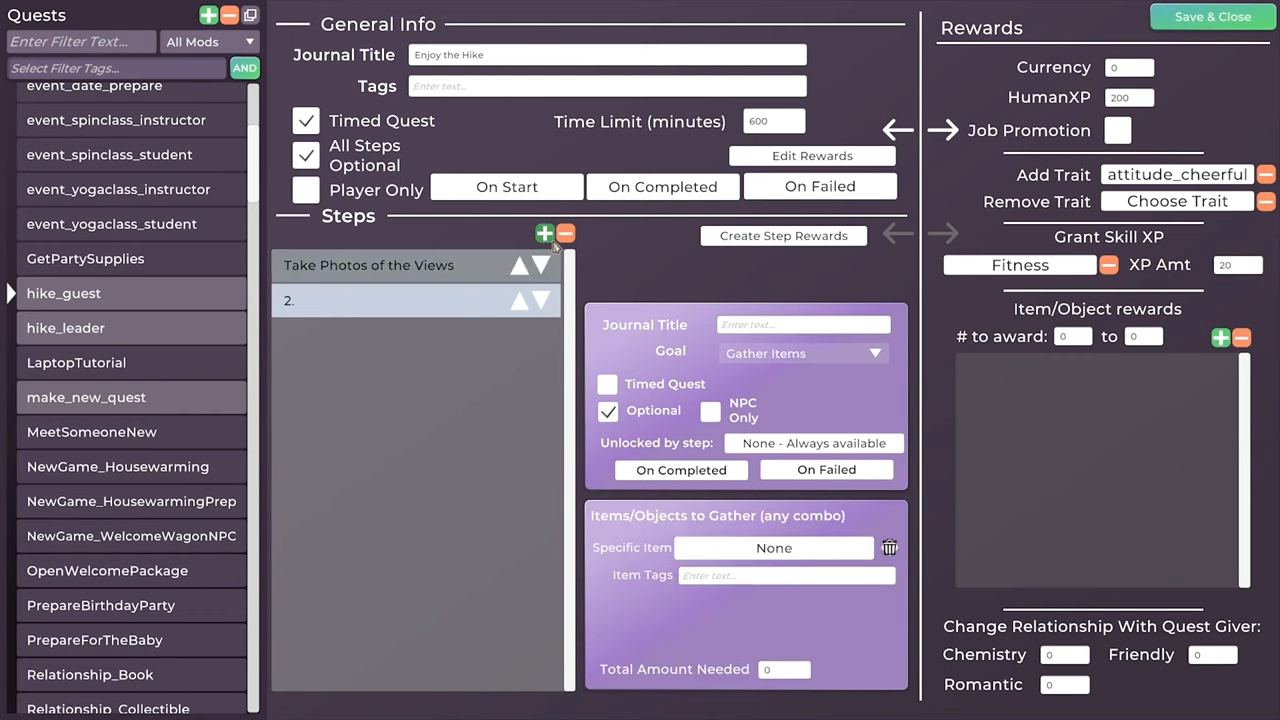 Quests
Enter Filter Text...
All Mods
Select Filter Tags...
AND
event_date_prepare
event_spinclass_instructor
event_spinclass_student
event_yogaclass_instructor
event_yogaclass_student
GetPartySupplies
hike_guest
hike_leader
LaptopTutorial
make_new_quest
MeetSomeoneNew
NewGame_Housewarming
NewGame_HousewarmingPrep
NewGame_WelcomeWagonNPC
OpenWelcomePackage
PrepareBirthdayParty
PrepareForTheBaby
Relationship_Book
Relationship_Collectible
General Info
Journal Title
Enjoy the Hike
Tags
Enter text...
Timed Quest
Time Limit (minutes)
600
All Steps
Optional
Edit Rewards
Player Only
On Start
On Completed
On Failed
Steps
Create Step Rewards
Take Photos of the Views
2.
Journal Title
Enter text...
Goal
Gather Items
Timed Quest
Optional
NPC
Only
Unlocked by step:
None - Always available
On Completed
On Failed
Items/Objects to Gather (any combo)
Specific Item
None
Item Tags
Enter text...
Total Amount Needed
0
Save & Close
Rewards
Currency
0
HumanXP
200
Job Promotion
Add Trait
attitude_cheerful
Remove Trait
Choose Trait
Grant Skill XP
Fitness
XP Amt
20
Item/Object rewards
# to award:
0
to
0
Change Relationship With Quest Giver:
Chemistry
0
Friendly
0
Romantic
0